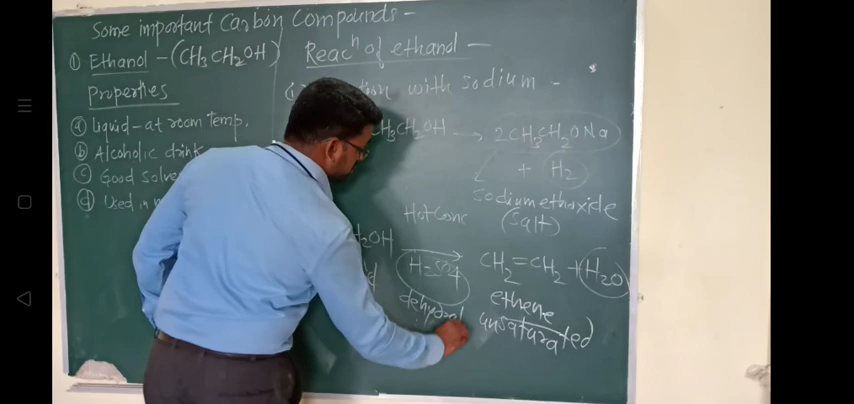 Some important Carbon Compounds-
① Ethanol - (CH3CH2OH)
Properties
ⓐ Liquid - at room temp.
ⓑ Alcoholic drink
ⓒ Good solve
ⓓ Used in
Reacⁿ of ethanol -
with sodium -
CH3CH2OH → 2CH3CH2ONa
+ H2
Sodium ethoxide
(Salt)
Hot Conc
H2OH → CH2=CH2 + H2O
H2SO4
ethene
unsaturated